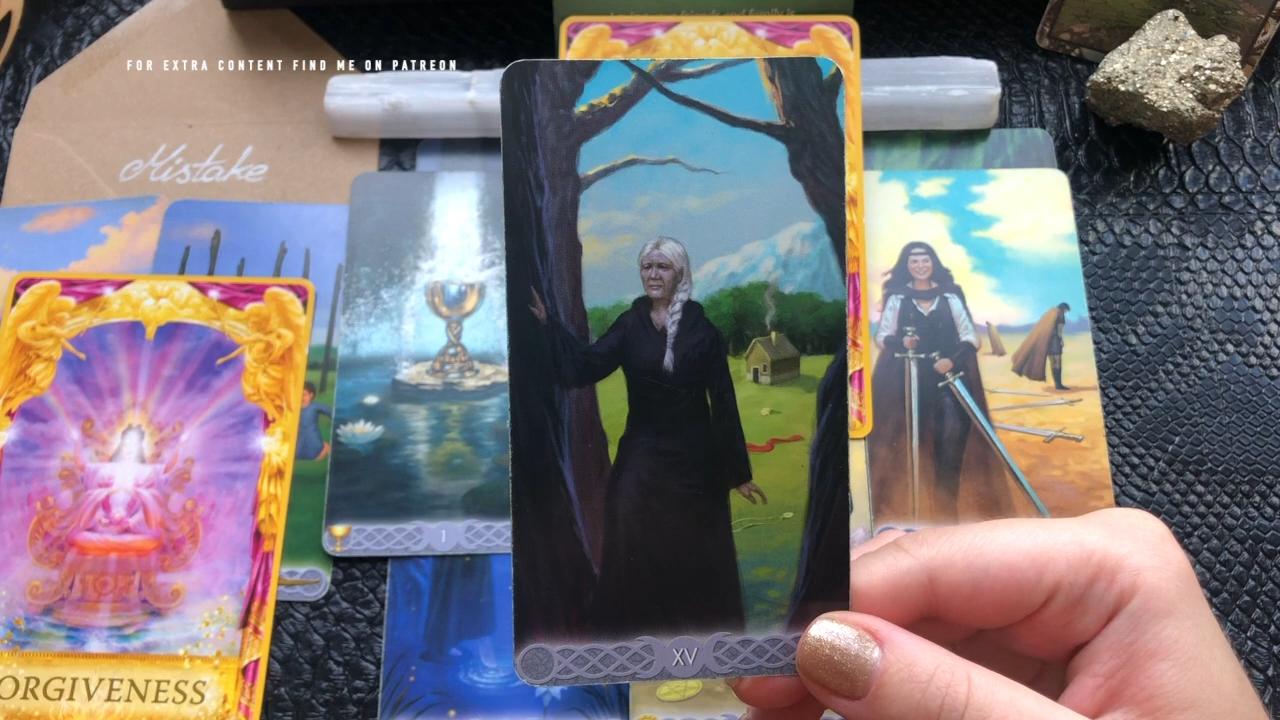 FOR EXTRA CONTENT FIND ME ON PATREON
Mistake
I
XV
ORGIVENESS